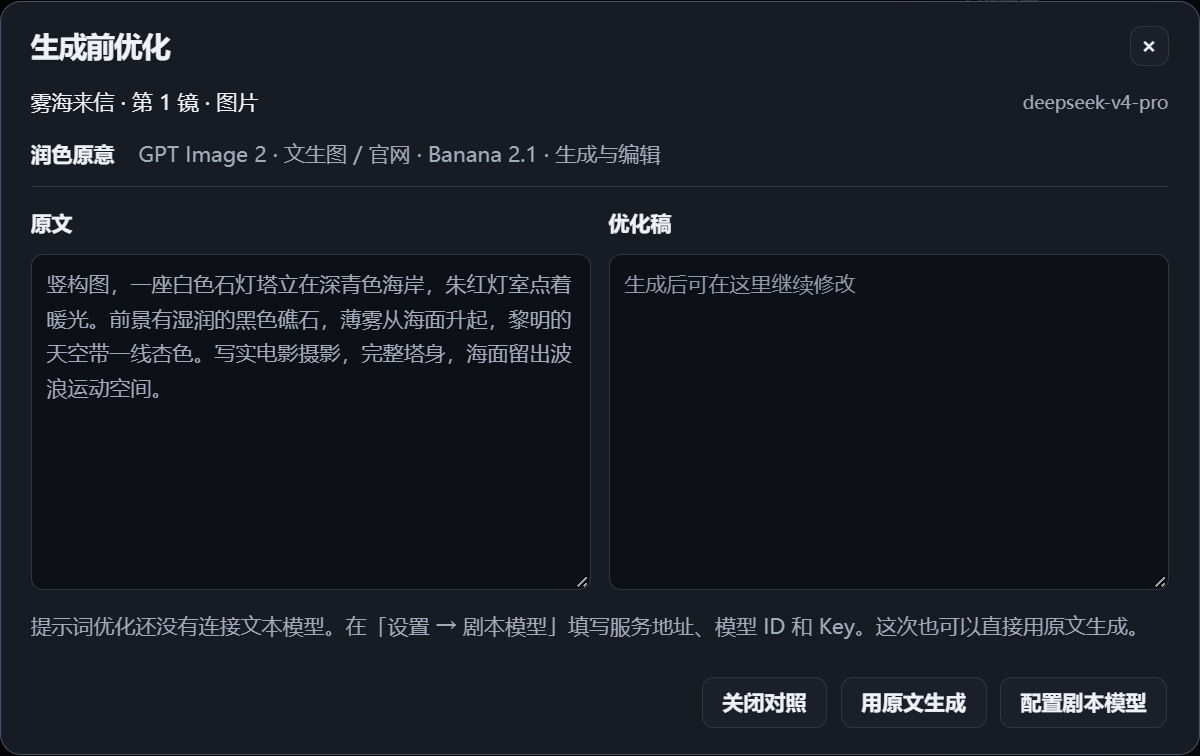 生成前优化
×
雾海来信 · 第 1 镜 · 图片
deepseek-v4-pro
润色原意 GPT Image 2 · 文生图 / 官网 · Banana 2.1 · 生成与编辑
原文
优化稿
竖构图，一座白色石灯塔立在深青色海岸，朱红灯室点着
暖光。前景有湿润的黑色礁石，薄雾从海面升起，黎明的
天空带一线杏色。写实电影摄影，完整塔身，海面留出波
浪运动空间。
生成后可在这里继续修改
提示词优化还没有连接文本模型。在「设置 → 剧本模型」填写服务地址、模型 ID 和 Key。这次也可以直接用原文生成。
关闭对照
用原文生成
配置剧本模型